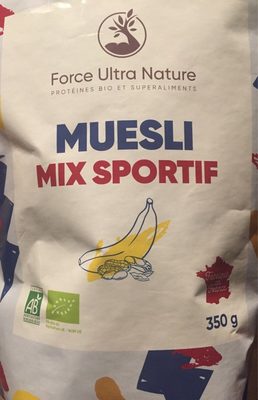 Force Ultra Nature
PROTÉINES BIO ET SUPERALIMENTS
MUESLI
MIX SPORTIF
AB
350 g